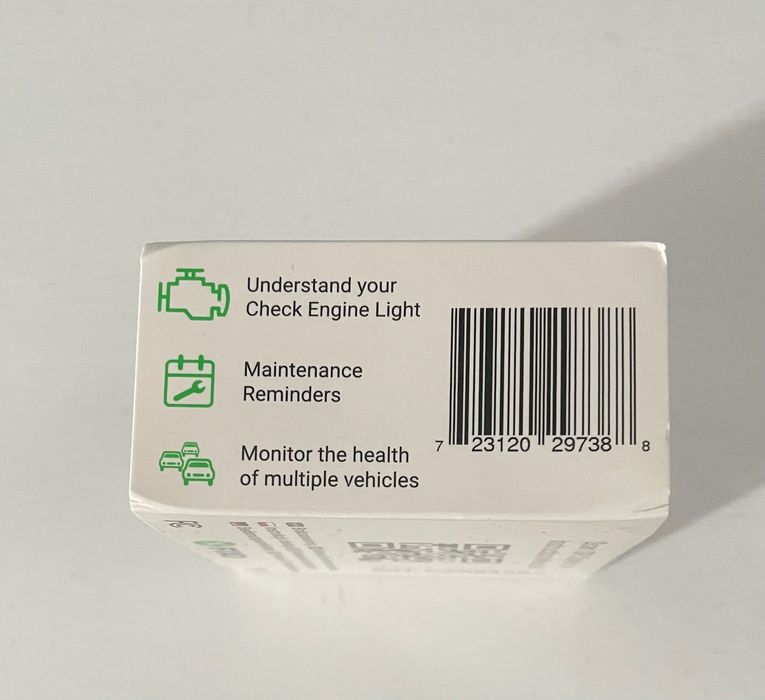 Understand your
Check Engine Light
Maintenance
Reminders
Monitor the health
of multiple vehicles
7 23120 29738 8